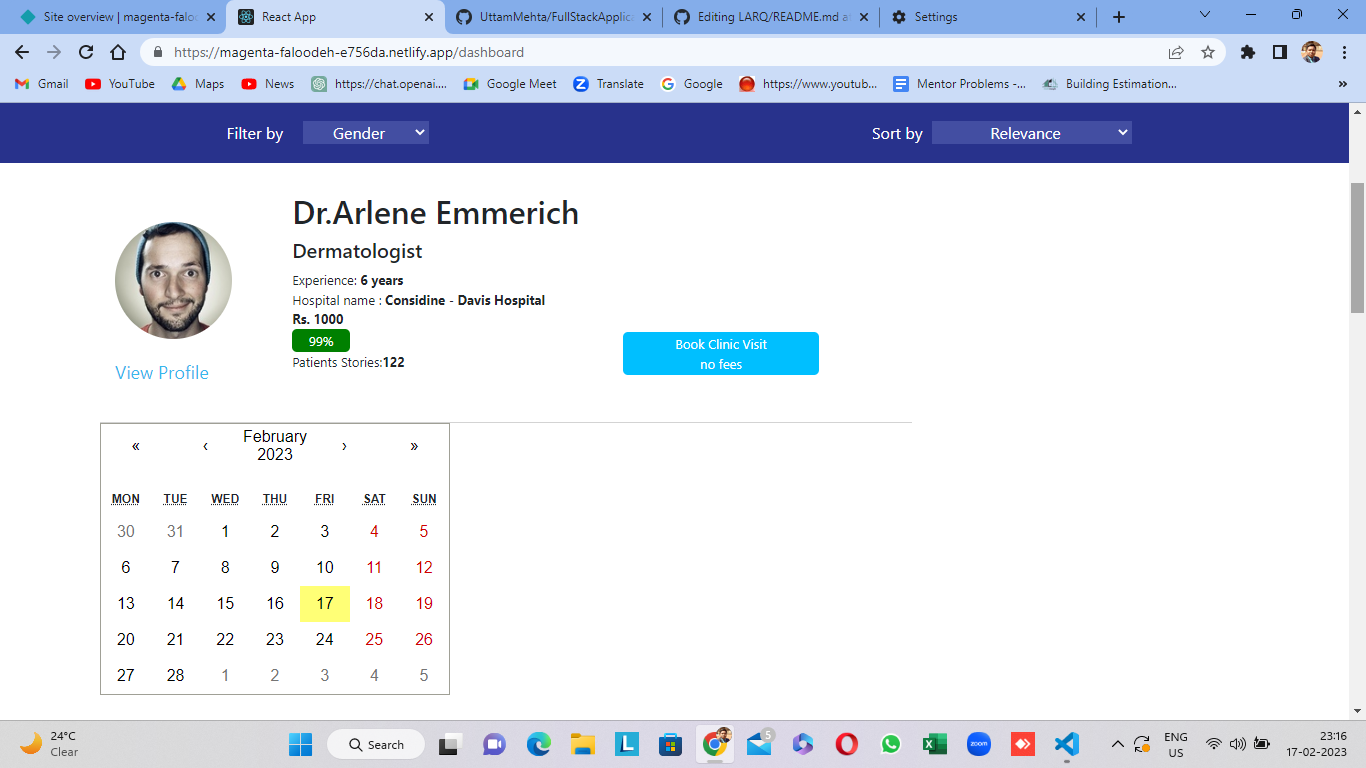 Site overview | magenta-faloo
React App
UttamMehta/FullStackApplica
Editing LARQ/README.md at
Settings
https://magenta-faloodeh-e756da.netlify.app/dashboard
Gmail
YouTube
Maps
News
https://chat.openai....
Google Meet
Translate
Google
https://www.youtub...
Mentor Problems -...
Building Estimation...
»
Filter by
Gender
Sort by
Relevance
Dr.Arlene Emmerich
Dermatologist
Experience: 6 years
Hospital name : Considine - Davis Hospital
Rs. 1000
99%
Patients Stories:122
View Profile
Book Clinic Visit
no fees
« ‹ February 2023 › »
MON TUE WED THU FRI SAT SUN
30 31 1 2 3 4 5
6 7 8 9 10 11 12
13 14 15 16 17 18 19
20 21 22 23 24 25 26
27 28 1 2 3 4 5
24°C
Clear
Search
L
5
zoom
ENG
US
23:16
17-02-2023